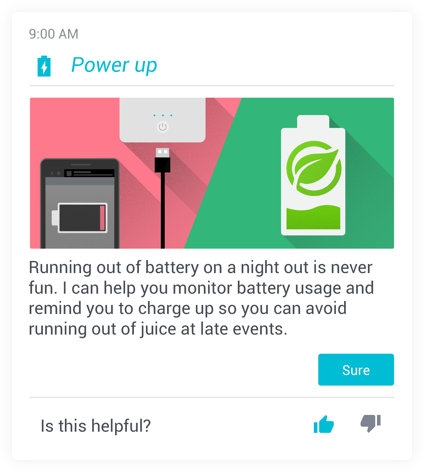 9:00 AM
Power up
Running out of battery on a night out is never
fun. I can help you monitor battery usage and
remind you to charge up so you can avoid
running out of juice at late events.
Sure
Is this helpful?